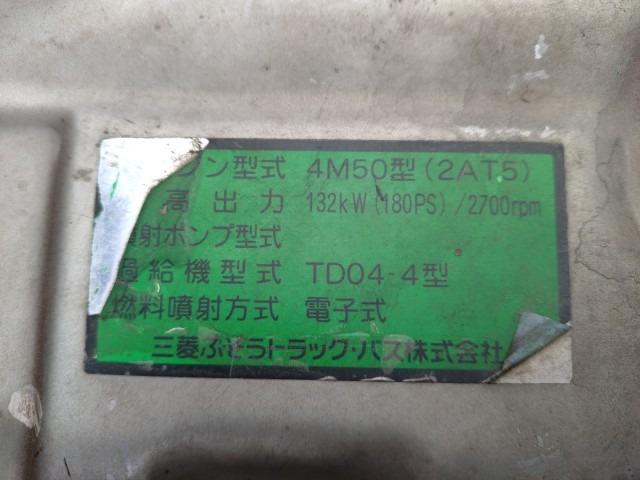 ン型式 4M50型(2AT5)
高出力 132kW(180PS)/2700rpm
噴射ポンプ型式
過給機型式 TD04-4型
燃料噴射方式 電子式
三菱ふそうトラック・バス株式会社